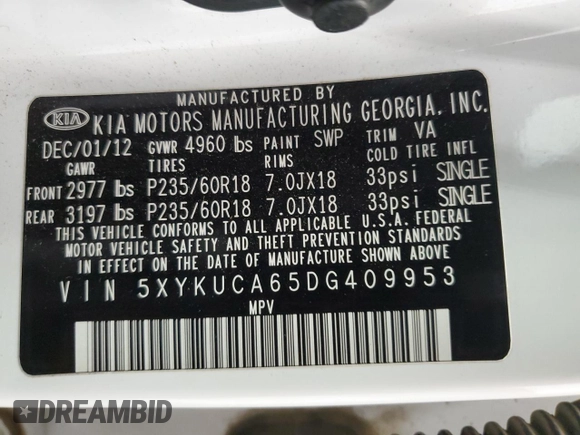 MANUFACTURED BY
KIA KIA MOTORS MANUFACTURING GEORGIA, INC.
DEC/01/12 GVWR 4960 lbs PAINT SWP TRIM VA
GAWR TIRES RIMS COLD TIRE INFL
FRONT 2977 lbs P235/60R18 7.0JX18 33psi SINGLE
REAR 3197 lbs P235/60R18 7.0JX18 33psi SINGLE
THIS VEHICLE CONFORMS TO ALL APPLICABLE U.S.A. FEDERAL
MOTOR VEHICLE SAFETY AND THEFT PREVENTION STANDARDS
IN EFFECT ON THE DATE OF MANUFACTURE SHOWN ABOVE
VIN 5XYKUCA65DG409953
MPV
DREAMBID